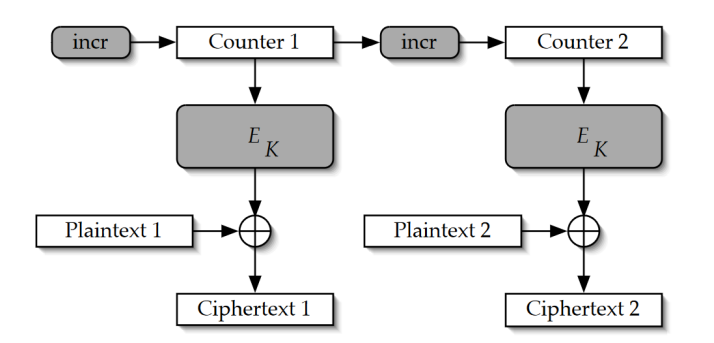 incr
Counter 1
incr
Counter 2
E K
E K
Plaintext 1
Plaintext 2
Ciphertext 1
Ciphertext 2